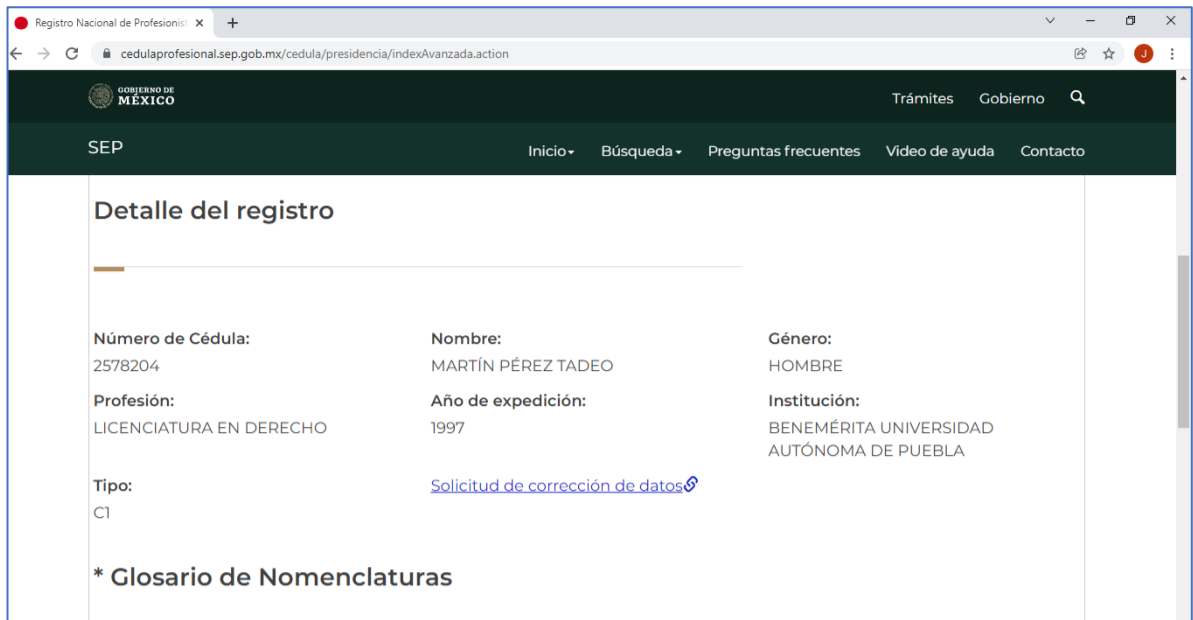 Registro Nacional de Profesionist
cedulaprofesional.sep.gob.mx/cedula/presidencia/indexAvanzada.action
J
GOBIERNO DE
MÉXICO
Trámites Gobierno
SEP
Inicio Búsqueda Preguntas frecuentes Video de ayuda Contacto
Detalle del registro
Número de Cédula: Nombre: Género:
2578204 MARTÍN PÉREZ TADEO HOMBRE
Profesión: Año de expedición: Institución:
LICENCIATURA EN DERECHO 1997 BENEMÉRITA UNIVERSIDAD
AUTÓNOMA DE PUEBLA
Tipo: Solicitud de corrección de datos
C1
* Glosario de Nomenclaturas